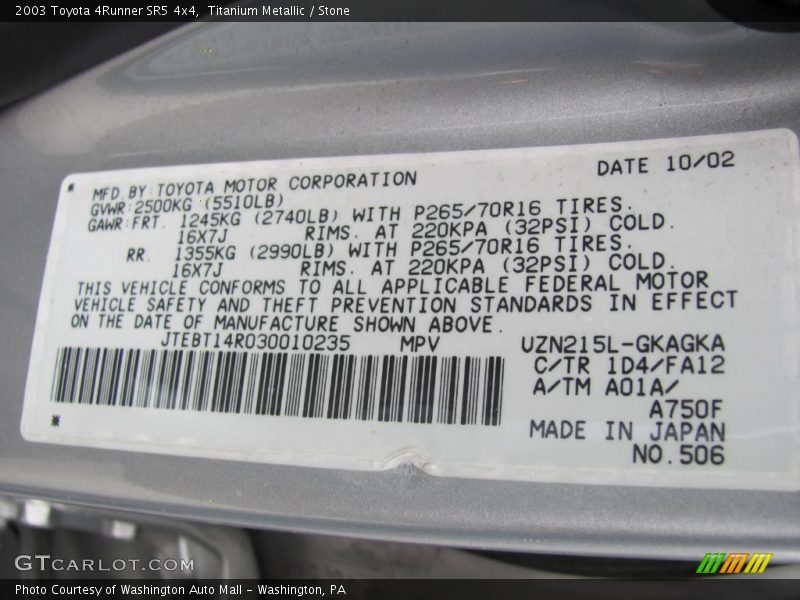 2003 Toyota 4Runner SR5 4x4, Titanium Metallic / Stone
MFD. BY: TOYOTA MOTOR CORPORATION DATE 10/02
GVWR: 2500KG (5510LB)
GAWR: FRT. 1245KG (2740LB) WITH P265/70R16 TIRES.
16X7J RIMS. AT 220KPA (32PSI) COLD.
RR. 1355KG (2990LB) WITH P265/70R16 TIRES.
16X7J RIMS. AT 220KPA (32PSI) COLD.
THIS VEHICLE CONFORMS TO ALL APPLICABLE FEDERAL MOTOR
VEHICLE SAFETY AND THEFT PREVENTION STANDARDS IN EFFECT
ON THE DATE OF MANUFACTURE SHOWN ABOVE.
JTEBT14R030010235 MPV UZN215L-GKAGKA
C/TR 1D4/FA12
A/TM A01A/
A750F
MADE IN JAPAN
NO.506
GTCARLOT.COM
Photo Courtesy of Washington Auto Mall - Washington, PA